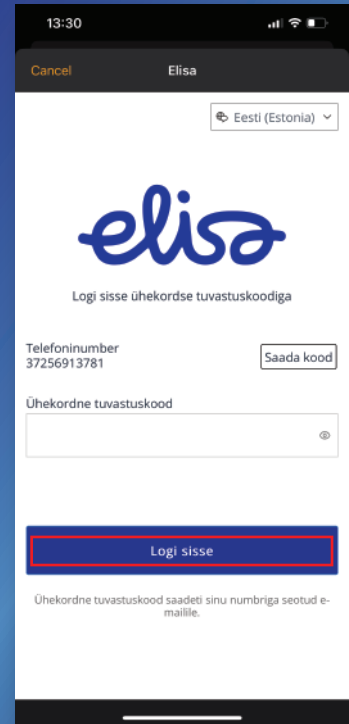 13:30
Cancel Elisa
Eesti (Estonia)
elisa
Logi sisse ühekordse tuvastuskoodiga
Telefoninumber
37256913781
Saada kood
Ühekordne tuvastuskood
Logi sisse
Ühekordne tuvastuskood saadeti sinu numbriga seotud e-
mailile.